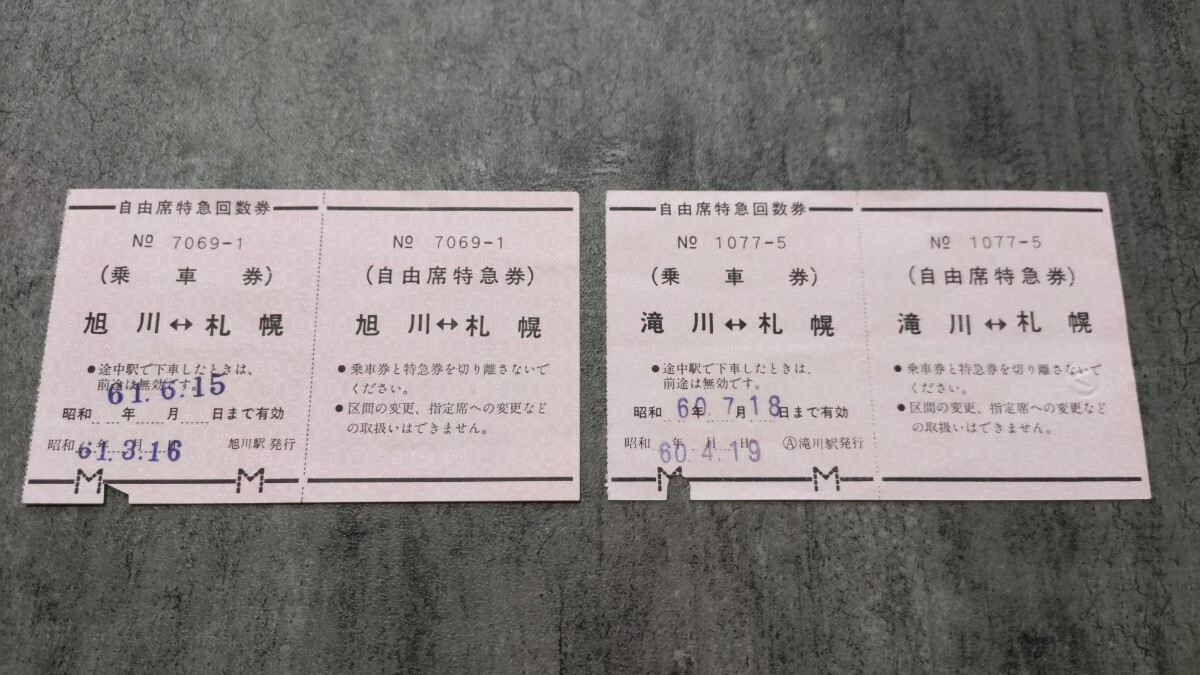 自由席特急回数券
№ 7069-1
(乗車券)
旭川↔札幌
●途中駅で下車したときは、
前途は無効です。
61.6.15
昭和 年 月 日まで有効
昭和 年 月 日 旭川駅発行
61.3.16
№ 7069-1
(自由席特急券)
旭川↔札幌
●乗車券と特急券を切り離さないで
ください。
●区間の変更、指定席への変更など
の取扱いはできません。
自由席特急回数券
№ 1077-5
(乗車券)
滝川↔札幌
●途中駅で下車したときは、
前途は無効です。
60.7.18
昭和 年 月 日まで有効
昭和 年 月 日 Ⓐ滝川駅発行
60.4.19
№ 1077-5
(自由席特急券)
滝川↔札幌
●乗車券と特急券を切り離さないで
ください。
●区間の変更、指定席への変更など
の取扱いはできません。